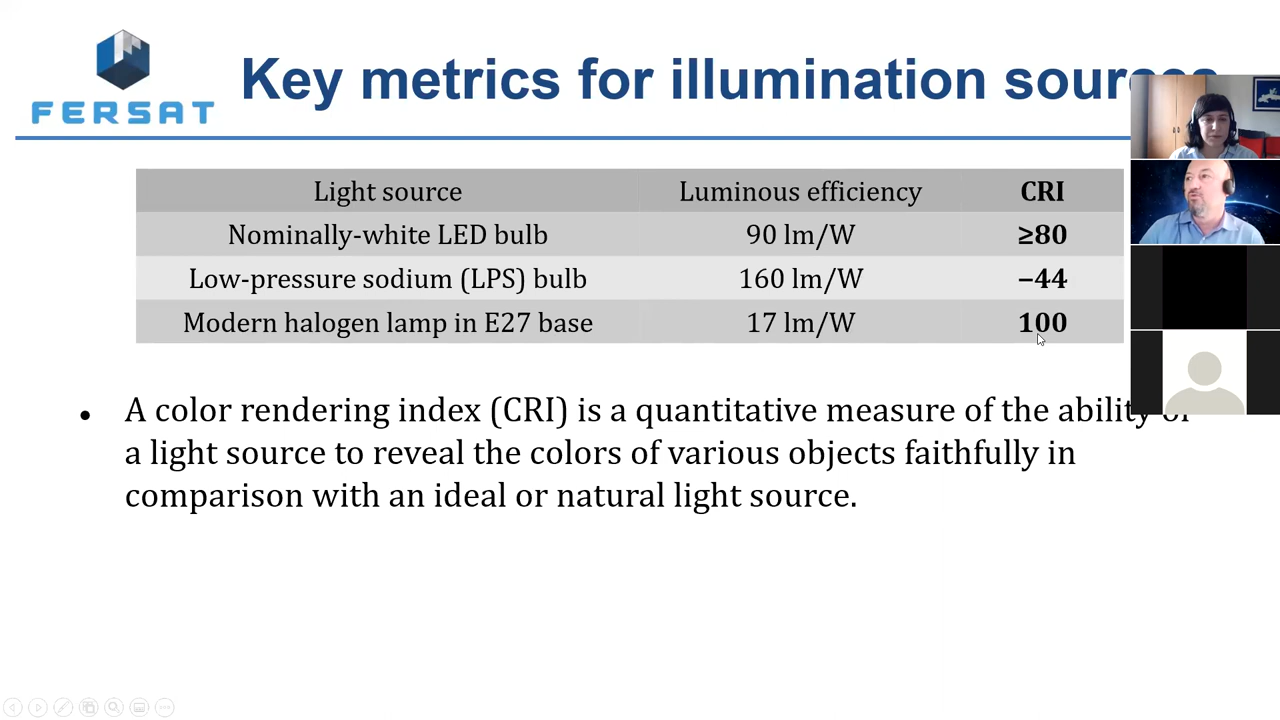 FERSAT
Key metrics for illumination
Light source Luminous efficiency CRI
Nominally-white LED bulb 90 lm/W ≥80
Low-pressure sodium (LPS) bulb 160 lm/W −44
Modern halogen lamp in E27 base 17 lm/W 100
• A color rendering index (CRI) is a quantitative measure of the ability
a light source to reveal the colors of various objects faithfully in
comparison with an ideal or natural light source.